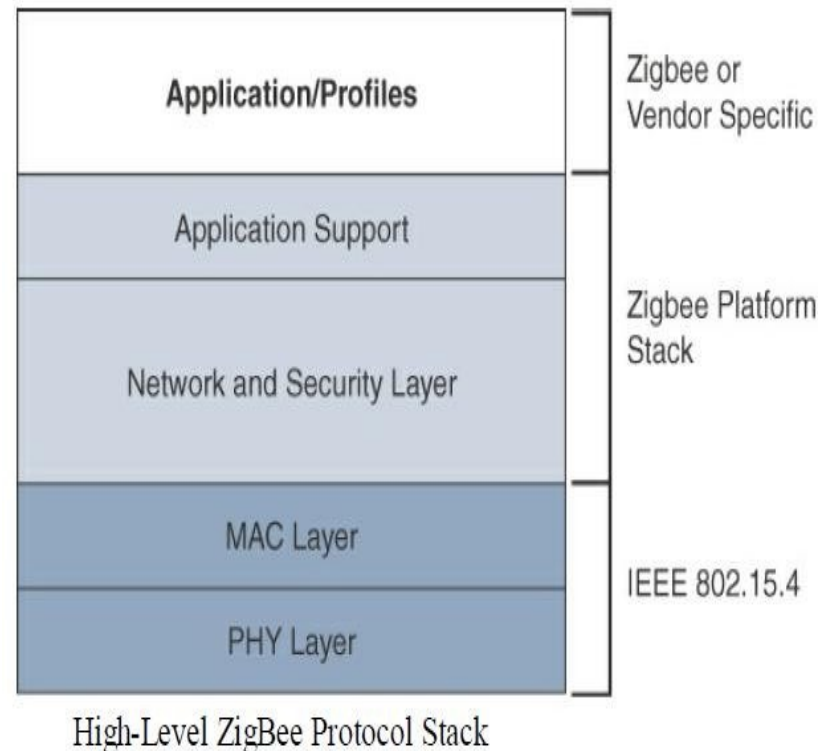 Application/Profiles
Zigbee or
Vendor Specific
Application Support
Network and Security Layer
Zigbee Platform
Stack
MAC Layer
PHY Layer
IEEE 802.15.4
High-Level ZigBee Protocol Stack